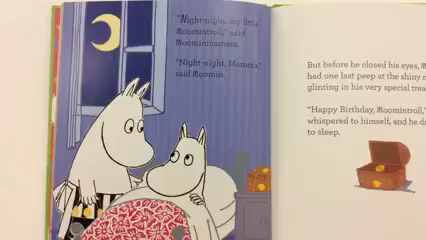 "Night-night, my little
Moomintroll," said
Moominmamma.
"Night-night, Mamma,"
said Moomin.
But before he closed his eyes,
had one last peep at the shiny
glinting in his very special
"Happy Birthday, Moomintroll,"
whispered to himself, and he
to sleep.